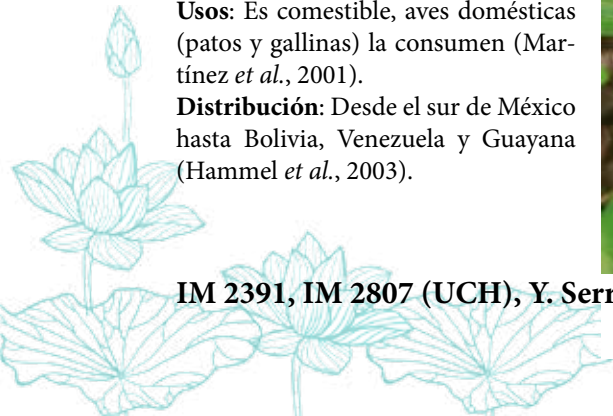 Usos: Es comestible, aves domésticas
(patos y gallinas) la consumen (Mar-
tínez et al., 2001).
Distribución: Desde el sur de México
hasta Bolivia, Venezuela y Guayana
(Hammel et al., 2003).
IM 2391, IM 2807 (UCH), Y. Serr